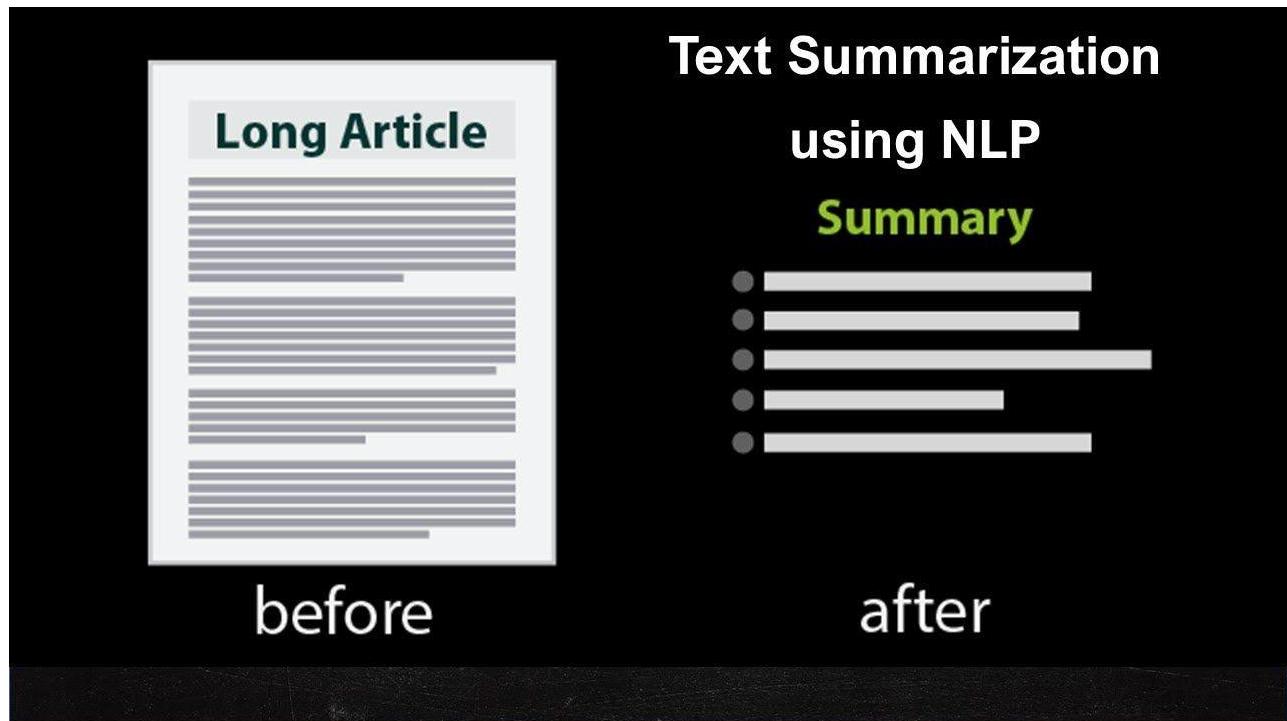 Text Summarization
using NLP
Long Article
Summary
before
after